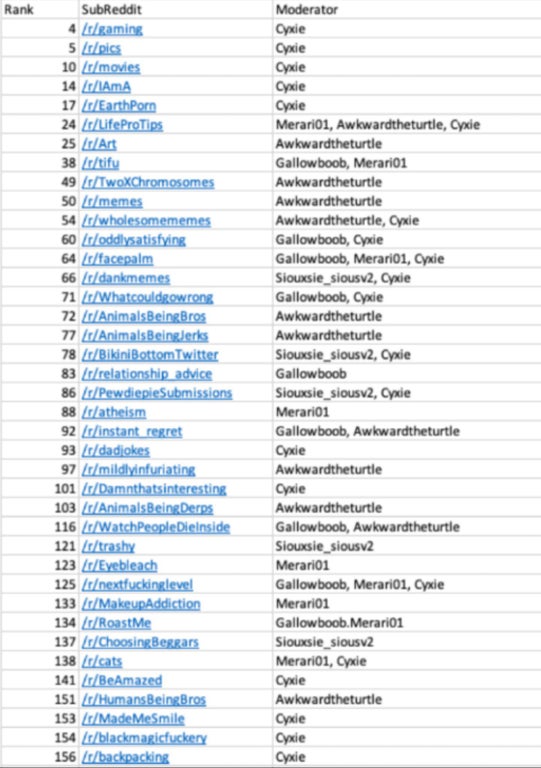 Rank SubReddit Moderator
4 /r/gaming Cyxie
5 /r/pics Cyxie
10 /r/movies Cyxie
14 /r/IAmA Cyxie
17 /r/EarthPorn Cyxie
24 /r/LifeProTips Merari01, Awkwardtheturtle, Cyxie
25 /r/Art Awkwardtheturtle
38 /r/tifu Gallowboob, Merari01
49 /r/TwoXChromosomes Awkwardtheturtle
50 /r/memes Awkwardtheturtle
54 /r/wholesomememes Awkwardtheturtle, Cyxie
60 /r/oddlysatisfying Gallowboob, Cyxie
64 /r/facepalm Gallowboob, Merari01, Cyxie
66 /r/dankmemes Siouxsie_siousv2, Cyxie
71 /r/Whatcouldgowrong Gallowboob, Cyxie
72 /r/AnimalsBeingBros Awkwardtheturtle
77 /r/AnimalsBeingJerks Awkwardtheturtle
78 /r/BikiniBottomTwitter Siouxsie_siousv2, Cyxie
83 /r/relationship_advice Gallowboob
86 /r/PewdiepieSubmissions Siouxsie_siousv2, Cyxie
88 /r/atheism Merari01
92 /r/instant_regret Gallowboob, Awkwardtheturtle
93 /r/dadjokes Cyxie
97 /r/mildlyinfuriating Awkwardtheturtle
101 /r/Damnthatsinteresting Cyxie
103 /r/AnimalsBeingDerps Awkwardtheturtle
116 /r/WatchPeopleDieInside Gallowboob, Awkwardtheturtle
121 /r/trashy Siouxsie_siousv2
123 /r/Eyebleach Merari01
125 /r/nextfuckinglevel Gallowboob, Merari01, Cyxie
133 /r/MakeupAddiction Merari01
134 /r/RoastMe Gallowboob.Merari01
137 /r/ChoosingBeggars Siouxsie_siousv2
138 /r/cats Merari01, Cyxie
141 /r/BeAmazed Cyxie
151 /r/HumansBeingBros Awkwardtheturtle
153 /r/MadeMeSmile Cyxie
154 /r/blackmagicfuckery Cyxie
156 /r/backpacking Cyxie